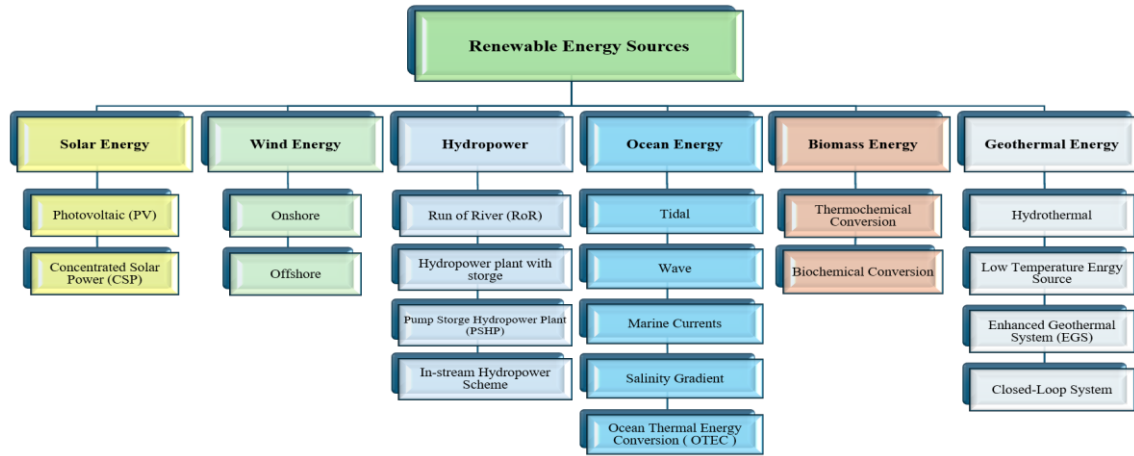 Renewable Energy Sources
Solar Energy
Photovoltaic (PV)
Concentrated Solar
Power (CSP)
Wind Energy
Onshore
Offshore
Hydropower
Run of River (RoR)
Hydropower plant with
storge
Pump Storge Hydropower Plant
(PSHP)
In-stream Hydropower
Scheme
Ocean Energy
Tidal
Wave
Marine Currents
Salinity Gradient
Ocean Thermal Energy
Conversion ( OTEC )
Biomass Energy
Thermochemical
Conversion
Biochemical Conversion
Geothermal Energy
Hydrothermal
Low Temperature Enrgy
Source
Enhanced Geothermal
System (EGS)
Closed-Loop System